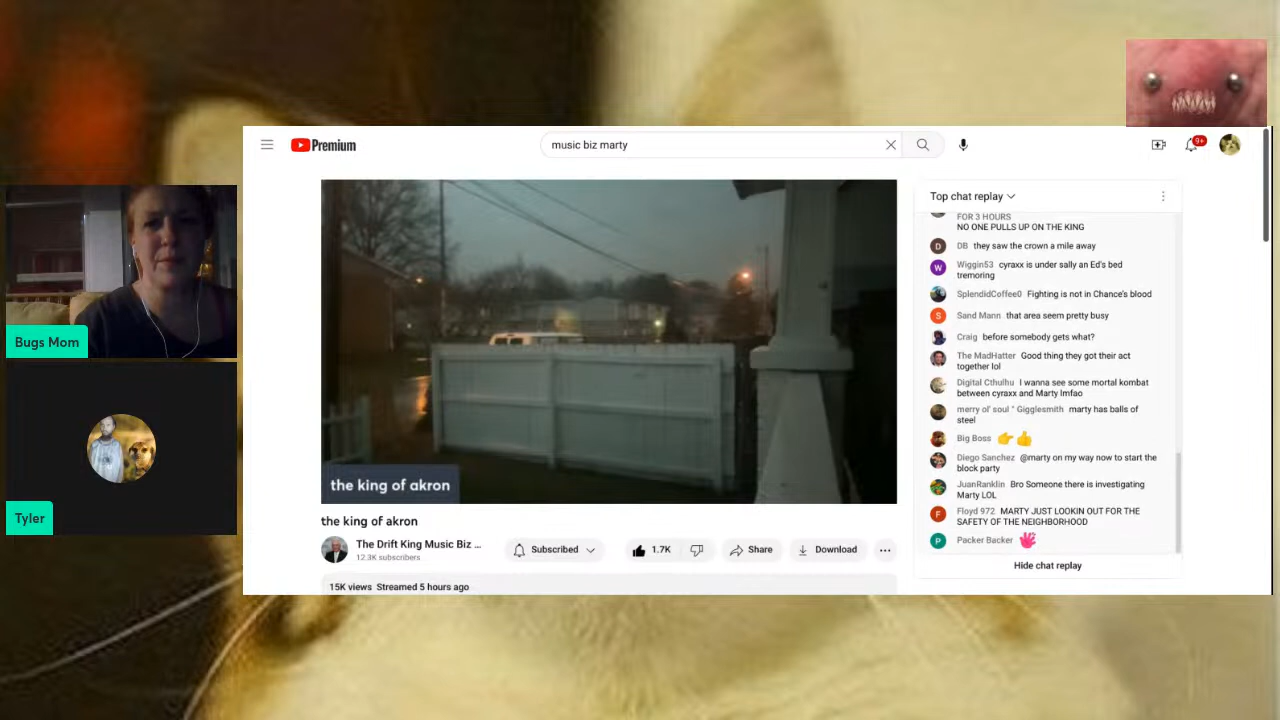 Premium
music biz marty
9+
Top chat replay
FOR 3 HOURS
NO ONE PULLS UP ON THE KING
DB they saw the crown a mile away
Wiggin53 cyraxx is under sally an Ed's bed
tremoring
SplendidCoffee0 Fighting is not in Chance's blood
Sand Mann that area seem pretty busy
Craig before somebody gets what?
The MadHatter Good thing they got their act
together lol
Digital Cthulhu I wanna see some mortal kombat
between cyraxx and Marty lmfao
merry ol' soul " Gigglesmith marty has balls of
steel
Big Boss 👉👍
Diego Sanchez @marty on my way now to start the
block party
JuanRanklin Bro Someone there is investigating
Marty LOL
Floyd 972 MARTY JUST LOOKIN OUT FOR THE
SAFETY OF THE NEIGHBORHOOD
Packer Backer
Hide chat replay
Bugs Mom
Tyler
the king of akron
the king of akron
The Drift King Music Biz ...
12.3K subscribers
Subscribed
1.7K
Share
Download
15K views Streamed 5 hours ago